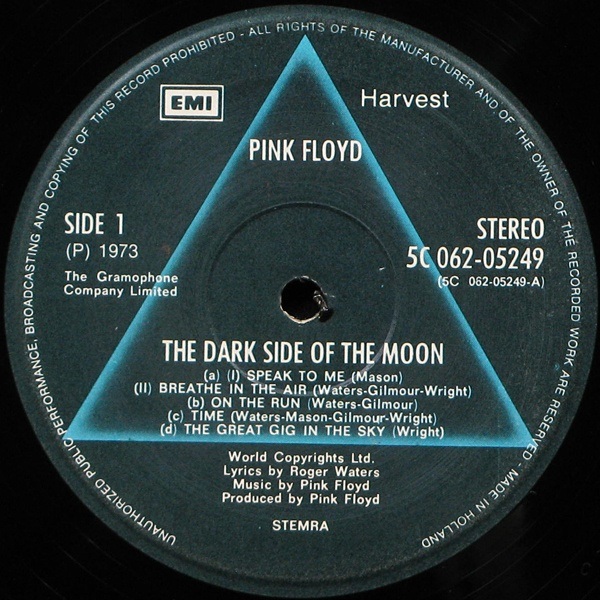 UNAUTHORIZED PUBLIC PERFORMANCE, BROADCASTING AND COPYING OF THIS RECORD PROHIBITED - ALL RIGHTS OF THE MANUFACTURER AND OF THE OWNER OF THE RECORDED WORK ARE RESERVED - MADE IN HOLLAND
EMI
Harvest
PINK FLOYD
SIDE 1
(P) 1973
The Gramophone
Company Limited
STEREO
5C 062-05249
(5C 062-05249-A)
THE DARK SIDE OF THE MOON
(a) (I) SPEAK TO ME (Mason)
(II) BREATHE IN THE AIR (Waters-Gilmour-Wright)
(b) ON THE RUN (Waters-Gilmour)
(c) TIME (Waters-Mason-Gilmour-Wright)
(d) THE GREAT GIG IN THE SKY (Wright)
World Copyrights Ltd.
Lyrics by Roger Waters
Music by Pink Floyd
Produced by Pink Floyd
STEMRA